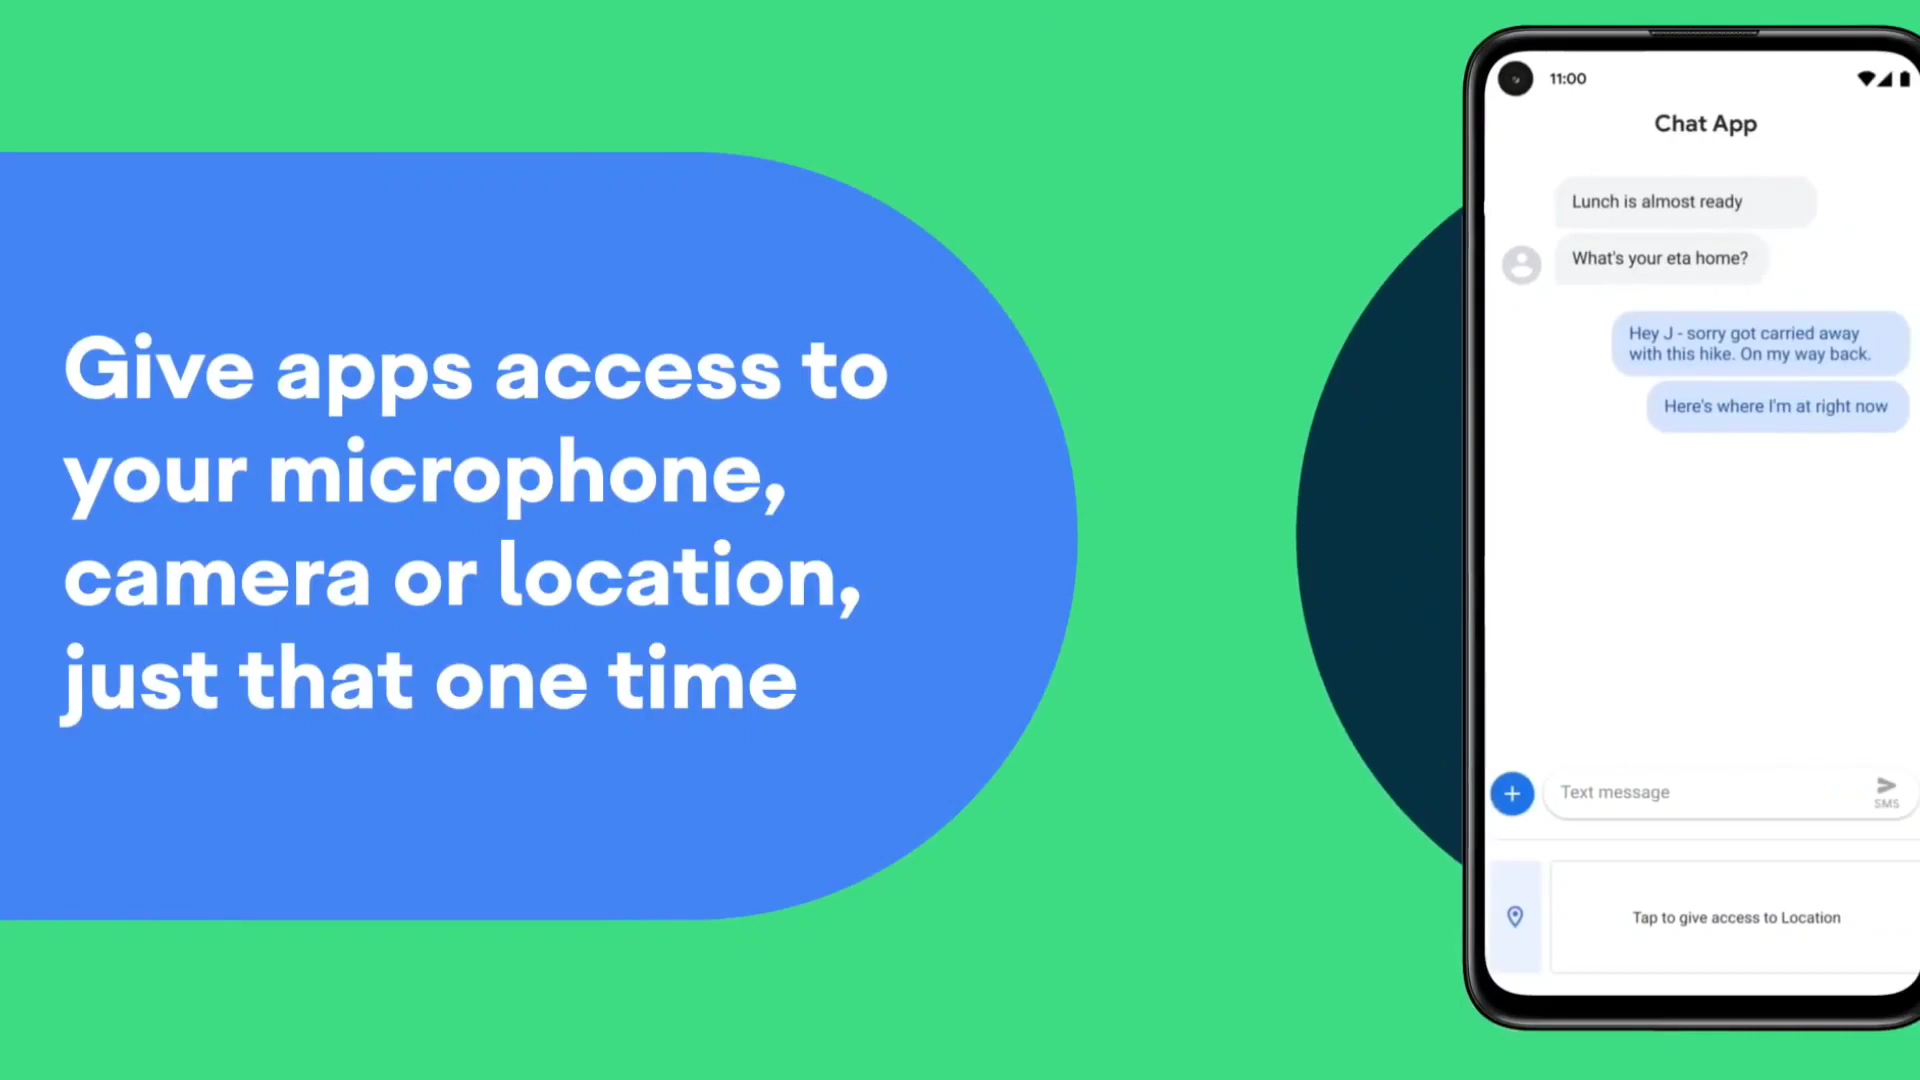 Give apps access to
your microphone,
camera or location,
just that one time
11:00
Chat App
Lunch is almost ready
What's your eta home?
Hey J - sorry got carried away
with this hike. On my way back.
Here's where I'm at right now
Text message
SMS
Tap to give access to Location